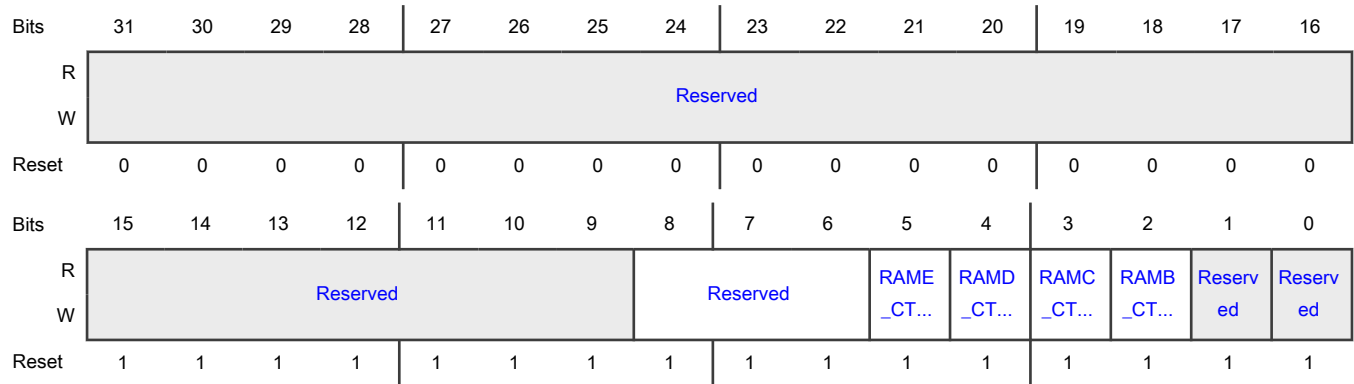 Bits 31 30 29 28 27 26 25 24 23 22 21 20 19 18 17 16
R
Reserved
W
Reset 0 0 0 0 0 0 0 0 0 0 0 0 0 0 0 0
Bits 15 14 13 12 11 10 9 8 7 6 5 4 3 2 1 0
R Reserved Reserved RAME RAMD RAMC RAMB Reserv Reserv
W _CT... _CT... _CT... _CT... ed ed
Reset 1 1 1 1 1 1 1 1 1 1 1 1 1 1 1 1